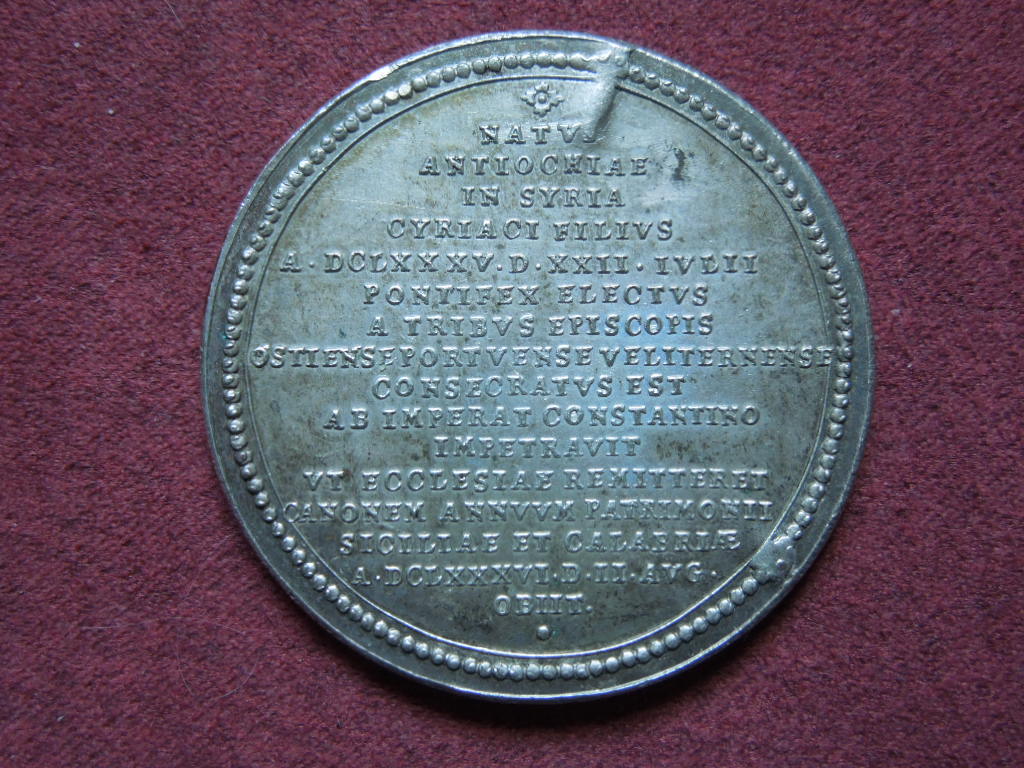 NATVS
ANTIOCHIAE
IN SYRIA
CYRIACI FILIVS
A · DCLXXXV · D · XXII · IVLII
PONTIFEX ELECTVS
A TRIBVS EPISCOPIS
OSTIENSE PORTVENSE VELITERNENSE
CONSECRATVS EST
AB IMPERAT CONSTANTINO
IMPETRAVIT
VT ECCLESIAE REMITTERET
CANONEM ANNVVM PATRIMONII
SICILIAE ET CALABRIÆ
A · DCLXXXVI · D · II · AVG ·
OBIIT .